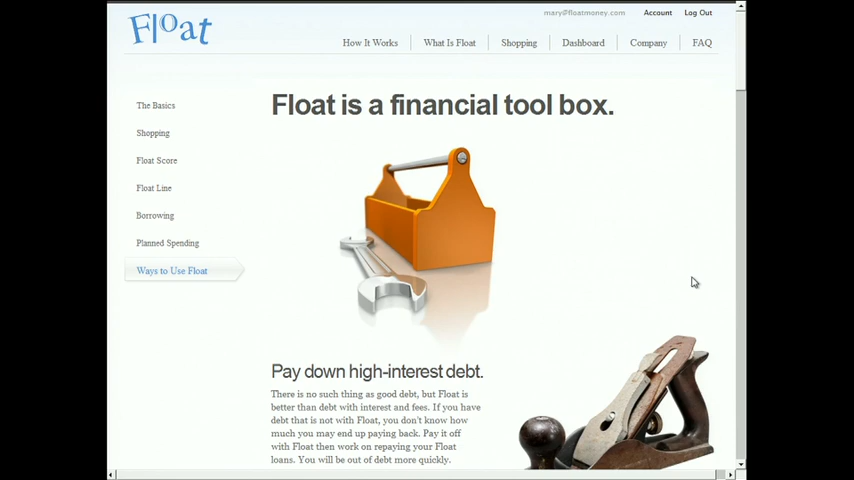 Float
mary@floatmoney.com Account Log Out
How It Works What Is Float Shopping Dashboard Company FAQ
The Basics
Shopping
Float Score
Float Line
Borrowing
Planned Spending
Ways to Use Float
Float is a financial tool box.
Pay down high-interest debt.
There is no such thing as good debt, but Float is
better than debt with interest and fees. If you have
debt that is not with Float, you don't know how
much you may end up paying back. Pay it off
with Float then work on repaying your Float
loans. You will be out of debt more quickly.